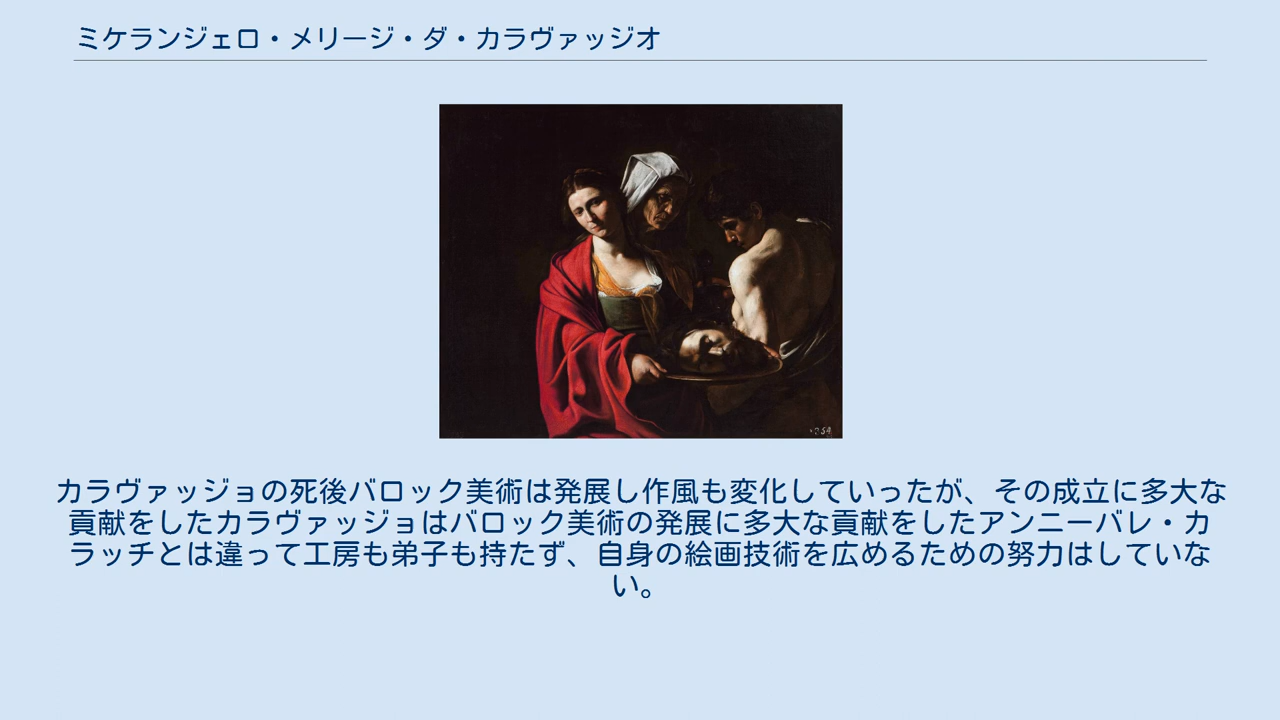 ミケランジェロ・メリージ・ダ・カラヴァッジオ
カラヴァッジョの死後バロック美術は発展し作風も変化していったが、その成立に多大な
貢献をしたカラヴァッジョはバロック美術の発展に多大な貢献をしたアンニーバレ・カ
ラッチとは違って工房も弟子も持たず、自身の絵画技術を広めるための努力はしていな
い。